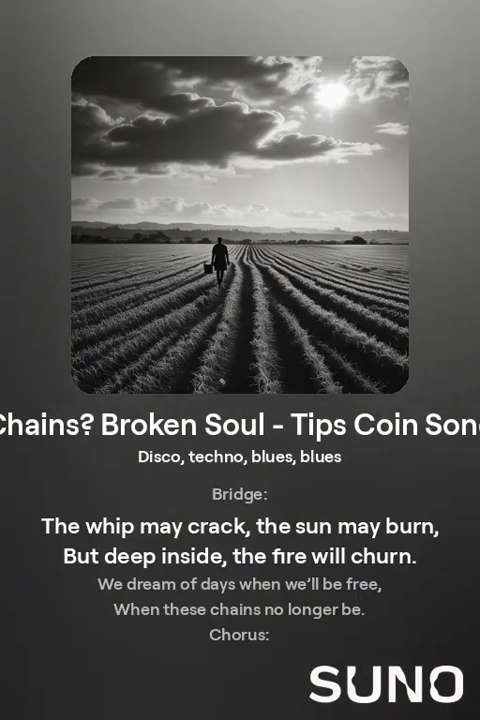 Chains? Broken Soul - Tips Coin Son
Disco, techno, blues, blues
Bridge:
The whip may crack, the sun may burn,
But deep inside, the fire will churn.
We dream of days when we'll be free,
When these chains no longer be.
Chorus:
SUNO